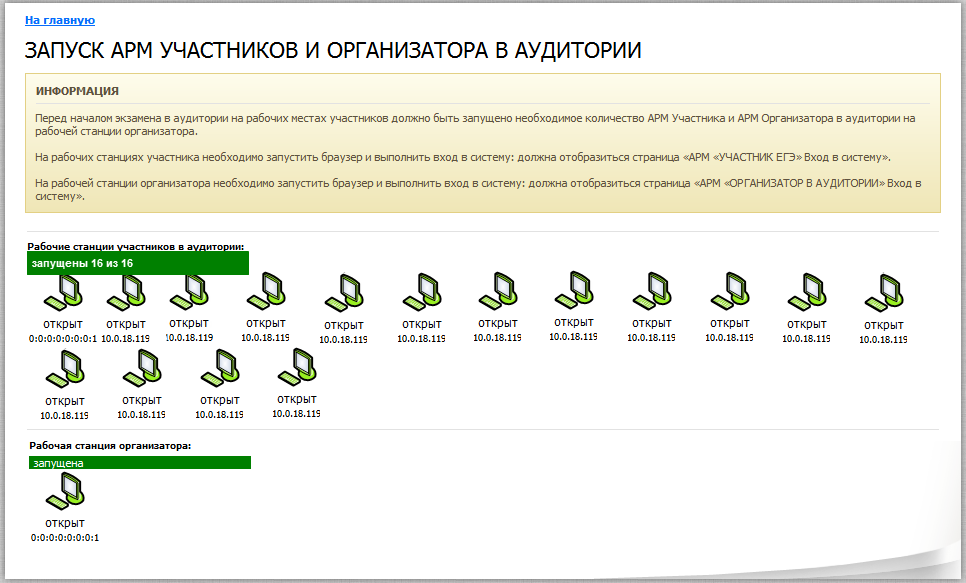 На главную
ЗАПУСК АРМ УЧАСТНИКОВ И ОРГАНИЗАТОРА В АУДИТОРИИ
ИНФОРМАЦИЯ
Перед началом экзамена в аудитории на рабочих местах участников должно быть запущено необходимое количество АРМ Участника и АРМ Организатора в аудитории на
рабочей станции организатора.
На рабочих станциях участника необходимо запустить браузер и выполнить вход в систему: должна отобразиться страница «АРМ «УЧАСТНИК ЕГЭ» Вход в систему».
На рабочей станции организатора необходимо запустить браузер и выполнить вход в систему: должна отобразиться страница «АРМ «ОРГАНИЗАТОР В АУДИТОРИИ» Вход в
систему».
Рабочие станции участников в аудитории:
запущены 16 из 16
открыт открыт открыт открыт открыт открыт открыт открыт открыт открыт открыт открыт
0:0:0:0:0:0:0:1 10.0.18.119 10.0.18.119 10.0.18.119 10.0.18.119 10.0.18.119 10.0.18.119 10.0.18.119 10.0.18.119 10.0.18.119 10.0.18.119 10.0.18.119
открыт открыт открыт открыт
10.0.18.119 10.0.18.119 10.0.18.119 10.0.18.119
Рабочая станция организатора:
запущена
открыт
0:0:0:0:0:0:0:1